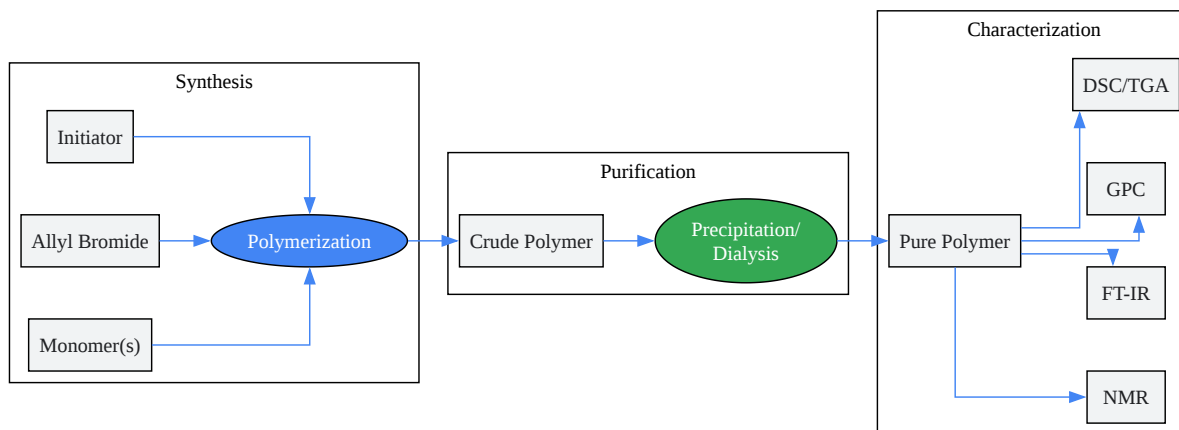 Synthesis
Initiator
Allyl Bromide
Monomer(s)
Polymerization
Purification
Crude Polymer
Precipitation/
Dialysis
Characterization
Pure Polymer
DSC/TGA
GPC
FT-IR
NMR